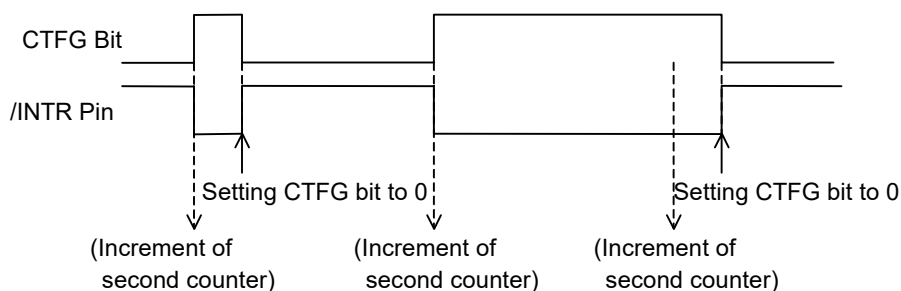 CTFG Bit
/INTR Pin
Setting CTFG bit to 0
Setting CTFG bit to 0
(Increment of
second counter)
(Increment of
second counter)
(Increment of
second counter)